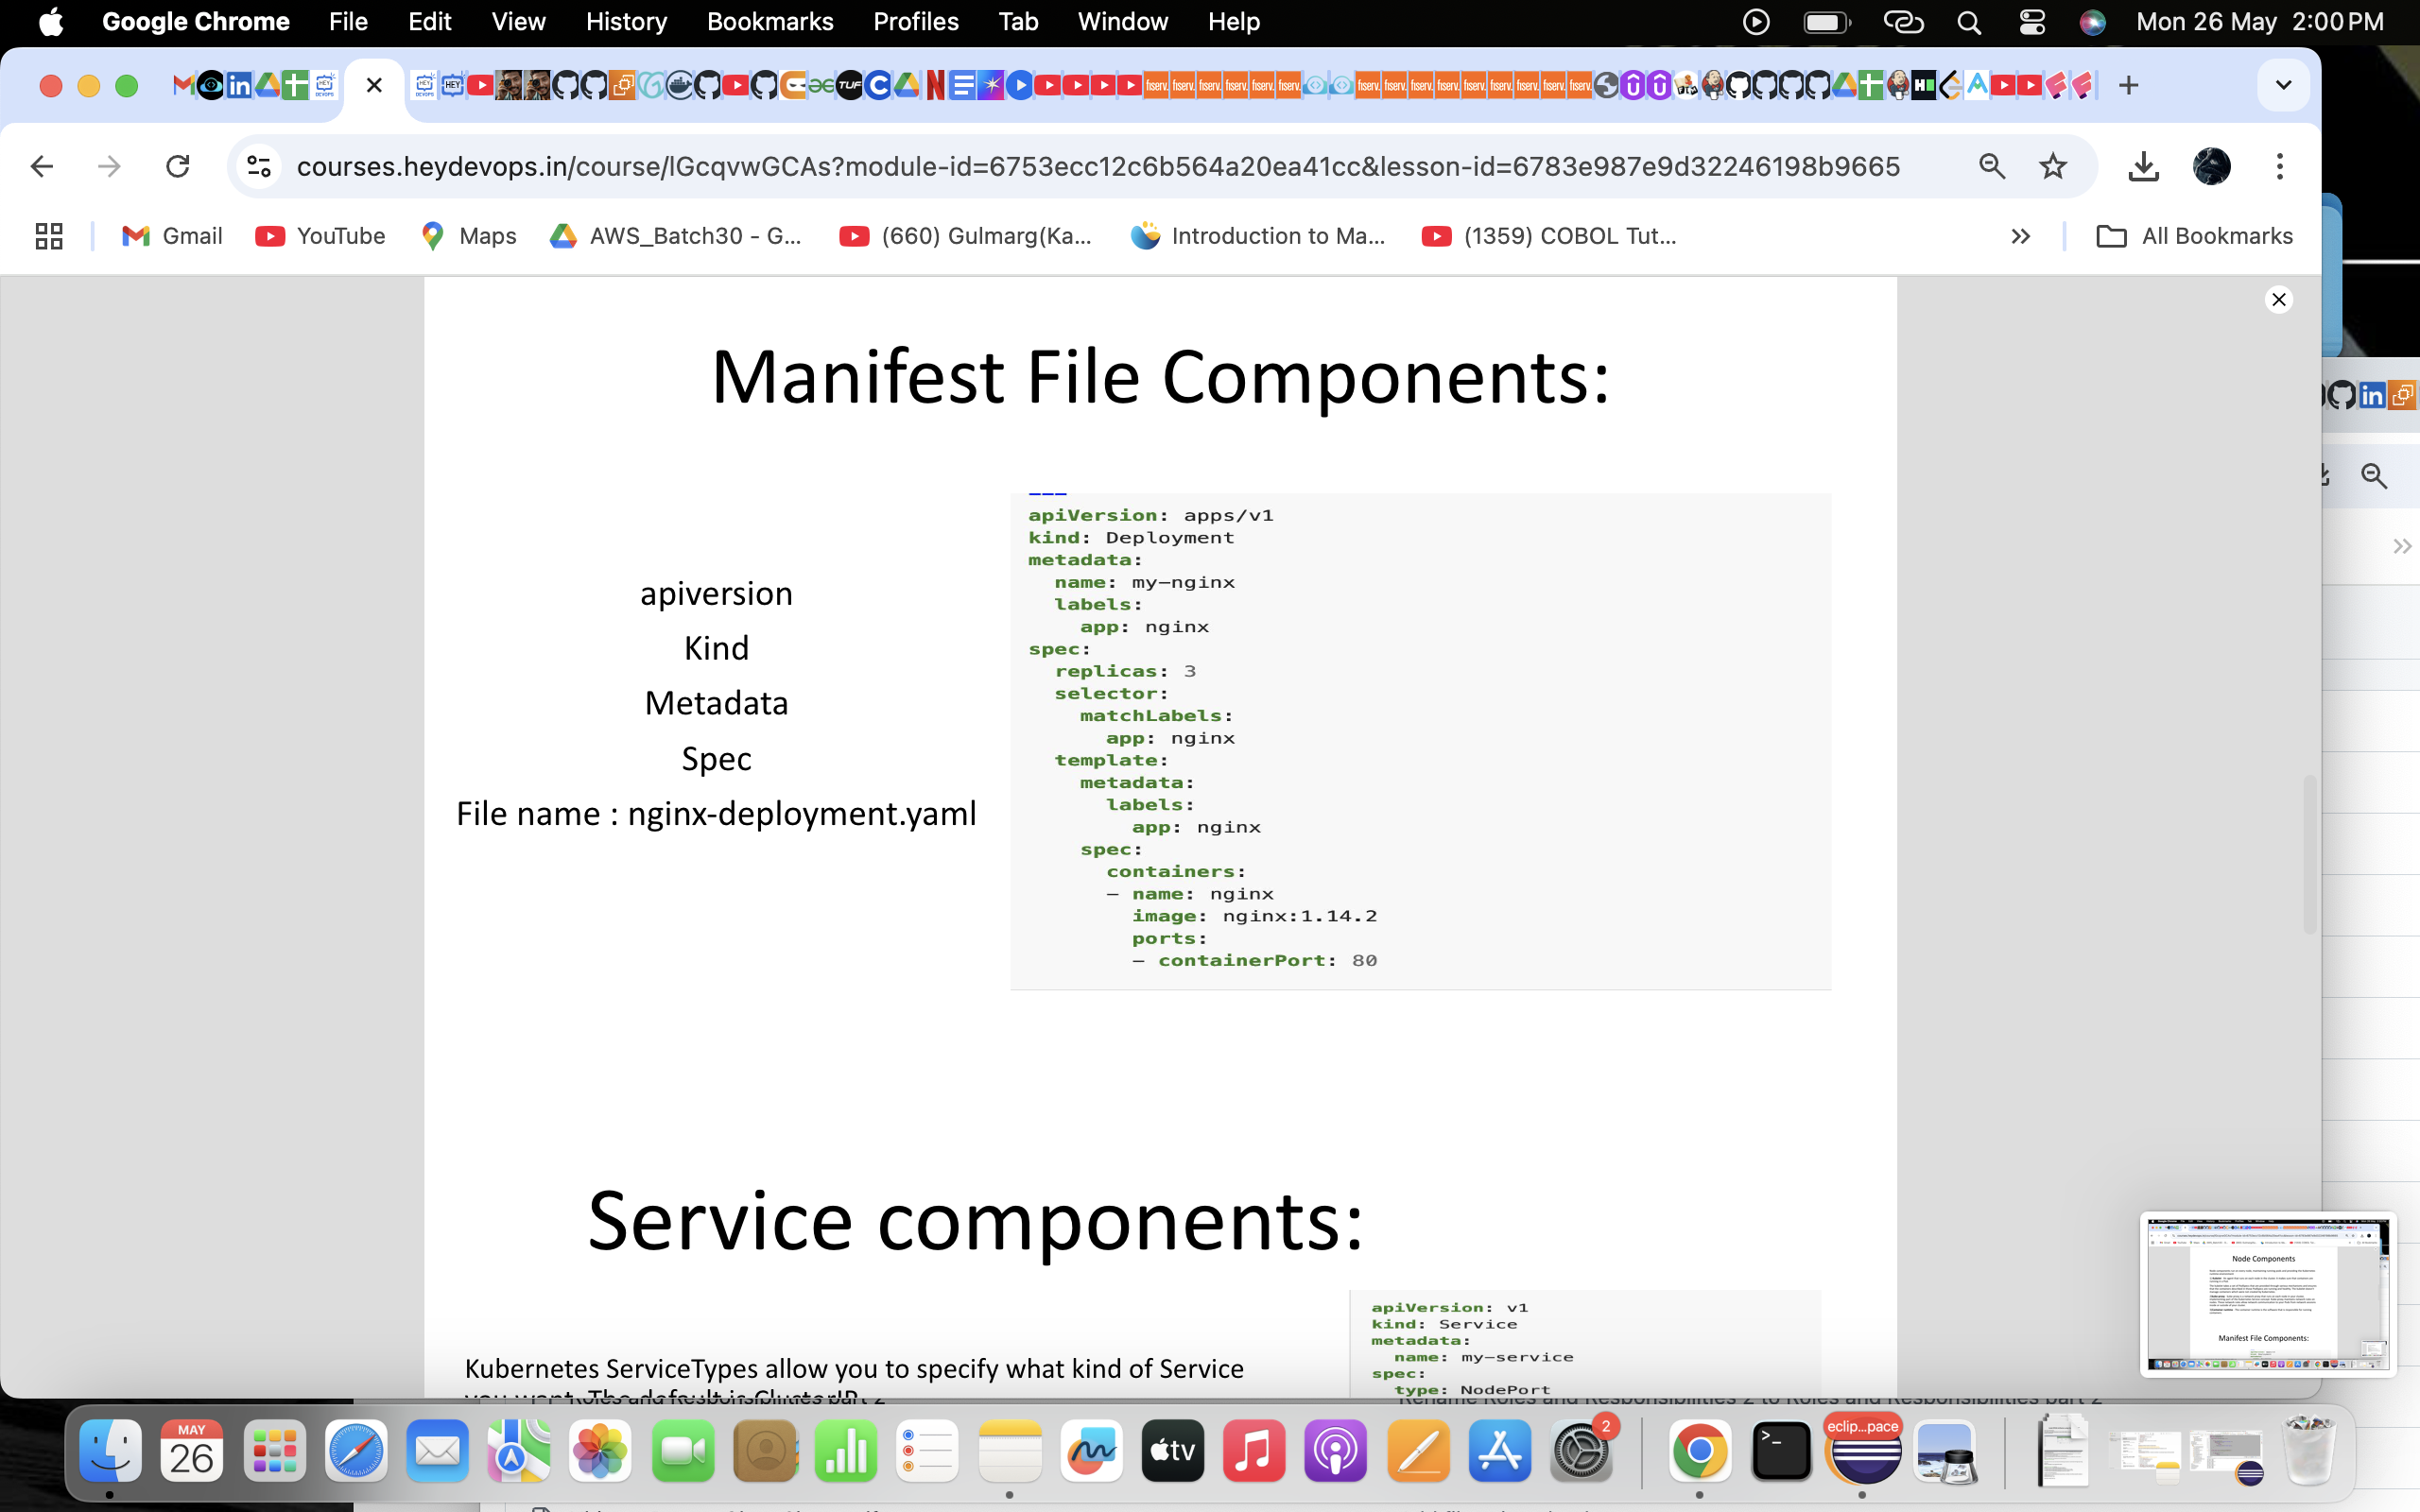 Google Chrome File Edit View History Bookmarks Profiles Tab Window Help Mon 26 May 2:00 PM
courses.heydevops.in/course/lGcqvwGCAs?module-id=6753ecc12c6b564a20ea41cc&lesson-id=6783e987e9d32246198b9665
Gmail YouTube Maps AWS_Batch30 - G... (660) Gulmarg(Ka... Introduction to Ma... (1359) COBOL Tut... All Bookmarks
Manifest File Components:
apiversion
Kind
Metadata
Spec
File name : nginx-deployment.yaml
---
apiVersion: apps/v1
kind: Deployment
metadata:
  name: my-nginx
  labels:
    app: nginx
spec:
  replicas: 3
  selector:
    matchLabels:
      app: nginx
  template:
    metadata:
      labels:
        app: nginx
    spec:
      containers:
      - name: nginx
        image: nginx:1.14.2
        ports:
        - containerPort: 80
Service components:
Kubernetes ServiceTypes allow you to specify what kind of Service
you want. The default is ClusterIP
apiVersion: v1
kind: Service
metadata:
  name: my-service
spec:
  type: NodePort
Node Components
Manifest File Components:
MAY
26
tv
2
eclip...pace